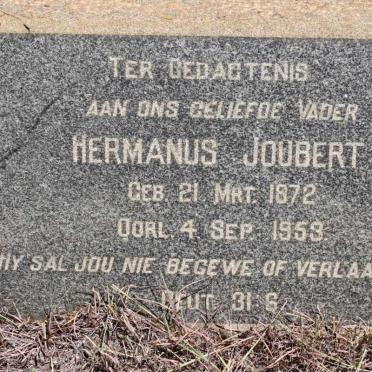 TER GEDAGTENIS
AAN ONS GELIEFDE VADER
HERMANUS JOUBERT
GEB. 21 MRT. 1872
OORL. 4 SEP. 1959
HY SAL JOU NIE BEGEWE OF VERLAA
DEUT. 31:6